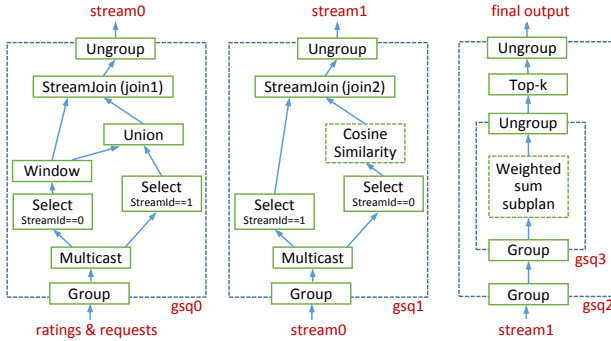 stream0
Ungroup
StreamJoin (join1)
Union
Window
Select
StreamId==0
Select
StreamId==1
Multicast
Group
gsq0
ratings & requests
stream1
Ungroup
StreamJoin (join2)
Cosine
Similarity
Select
StreamId==1
Select
StreamId==0
Multicast
Group
gsq1
stream0
final output
Ungroup
Top-k
Ungroup
Weighted
sum
subplan
Group
gsq3
Group
gsq2
stream1